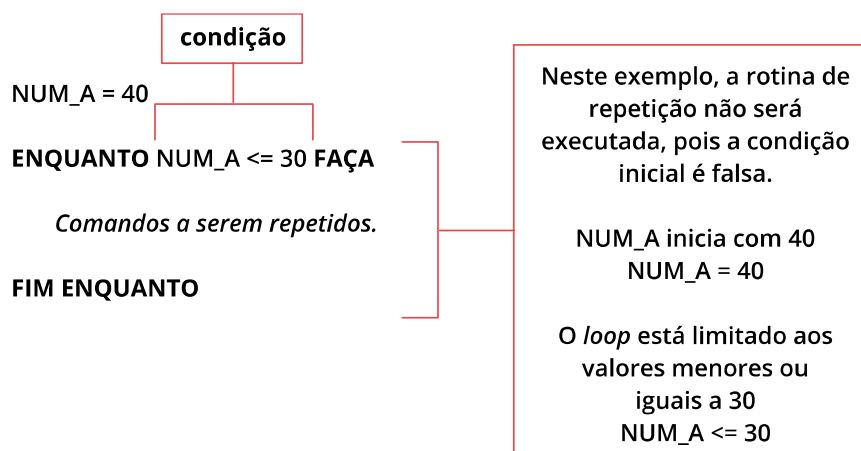 condição
NUM_A = 40
ENQUANTO NUM_A <= 30 FAÇA
Comandos a serem repetidos.
FIM ENQUANTO
Neste exemplo, a rotina de
repetição não será
executada, pois a condição
inicial é falsa.
NUM_A inicia com 40
NUM_A = 40
O loop está limitado aos
valores menores ou
iguais a 30
NUM_A <= 30